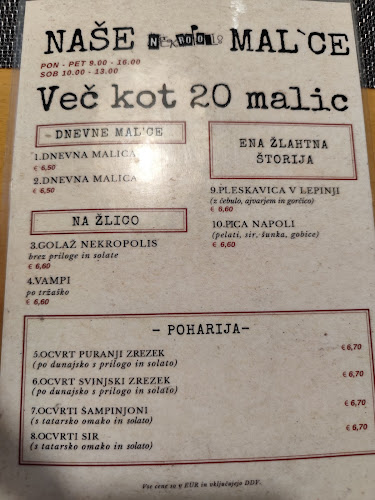 NAŠE NEKROPOLIS MAL`CE
PON - PET 9.00 - 16.00
SOB 10.00 - 13.00
Več kot 20 malic
- DNEVNE MAL'CE
1.DNEVNA MALICA
€ 6,50
2.DNEVNA MALICA
€ 6,50
NA ŽLICO
3.GOLAŽ NEKROPOLIS
brez priloge in solate
€ 6,60
4.VAMPI
po tržaško
€ 6,60
ENA ŽLAHTNA
ŠTORIJA
9.PLESKAVICA V LEPINJI
(z čebulo, ajvarjem in gorčico)
€ 6,60
10.PICA NAPOLI
(pelati, sir, šunka, gobice)
€ 6,60
- POHARIJA-
5.OCVRT PURANJI ZREZEK € 6,70
(po dunajsko s prilogo in solato)
6.OCVRT SVINJSKI ZREZEK € 6,70
(po dunajsko s prilogo in solato)
7.OCVRTI ŠAMPINJONI € 6,70
(s tatarsko omako in solato)
8.OCVRTI SIR € 6,70
(s tatarsko omako in solato)
Vse cene so v EUR in vključujejo DDV.